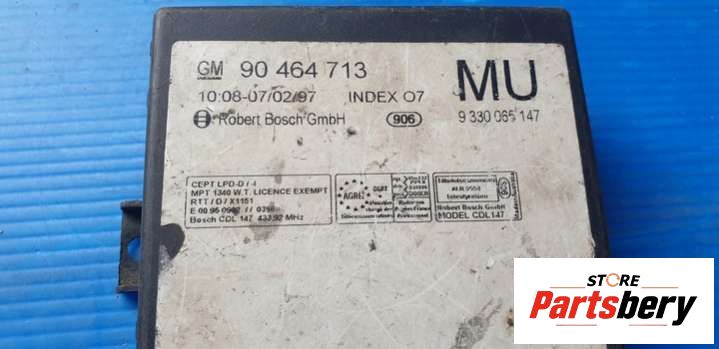 GM 90 464 713
MU
10:08-07/02/97 INDEX 07
Robert Bosch GmbH 906
9 330 065 147
CEPT LPD-D
MPT 1340 W.T. LICENCE EXEMPT
RTT / D / X1151
Bosch CDL 147 433.92 MHz
Robert Bosch GmbH
MODEL CDL147
STORE
Partsbery